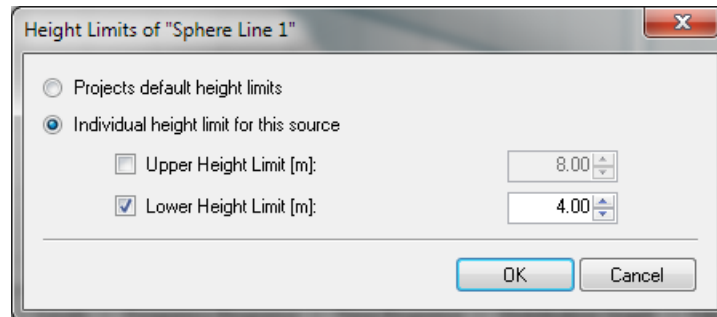 Height Limits of "Sphere Line 1"
Projects default height limits
Individual height limit for this source
Upper Height Limit [m]: 8.00
Lower Height Limit [m]: 4.00
OK Cancel